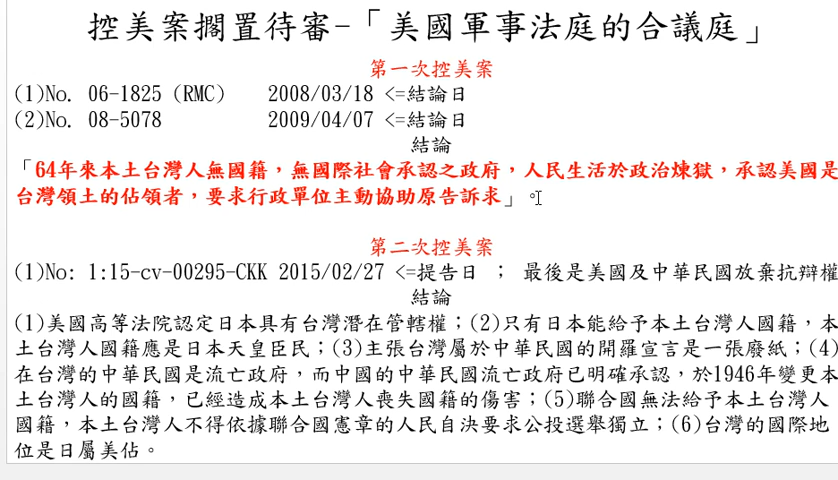 控美案擱置待審-「美國軍事法庭的合議庭」
第一次控美案
(1)No. 06-1825 (RMC) 2008/03/18 <=結論日
(2)No. 08-5078 2009/04/07 <=結論日
結論
「64年來本土台灣人無國籍，無國際社會承認之政府，人民生活於政治煉獄，承認美國是
台灣領土的佔領者，要求行政單位主動協助原告訴求」。
第二次控美案
(1)No: 1:15-cv-00295-CKK 2015/02/27 <=提告日 ； 最後是美國及中華民國放棄抗辯權
結論
(1)美國高等法院認定日本具有台灣潛在管轄權；(2)只有日本能給予本土台灣人國籍，本
土台灣人國籍應是日本天皇臣民；(3)主張台灣屬於中華民國的開羅宣言是一張廢紙；(4)
在台灣的中華民國是流亡政府，而中國的中華民國流亡政府已明確承認，於1946年變更本
土台灣人的國籍，已經造成本土台灣人喪失國籍的傷害；(5)聯合國無法給予本土台灣人
國籍，本土台灣人不得依據聯合國憲章的人民自決要求公投選舉獨立；(6)台灣的國際地
位是日屬美佔。